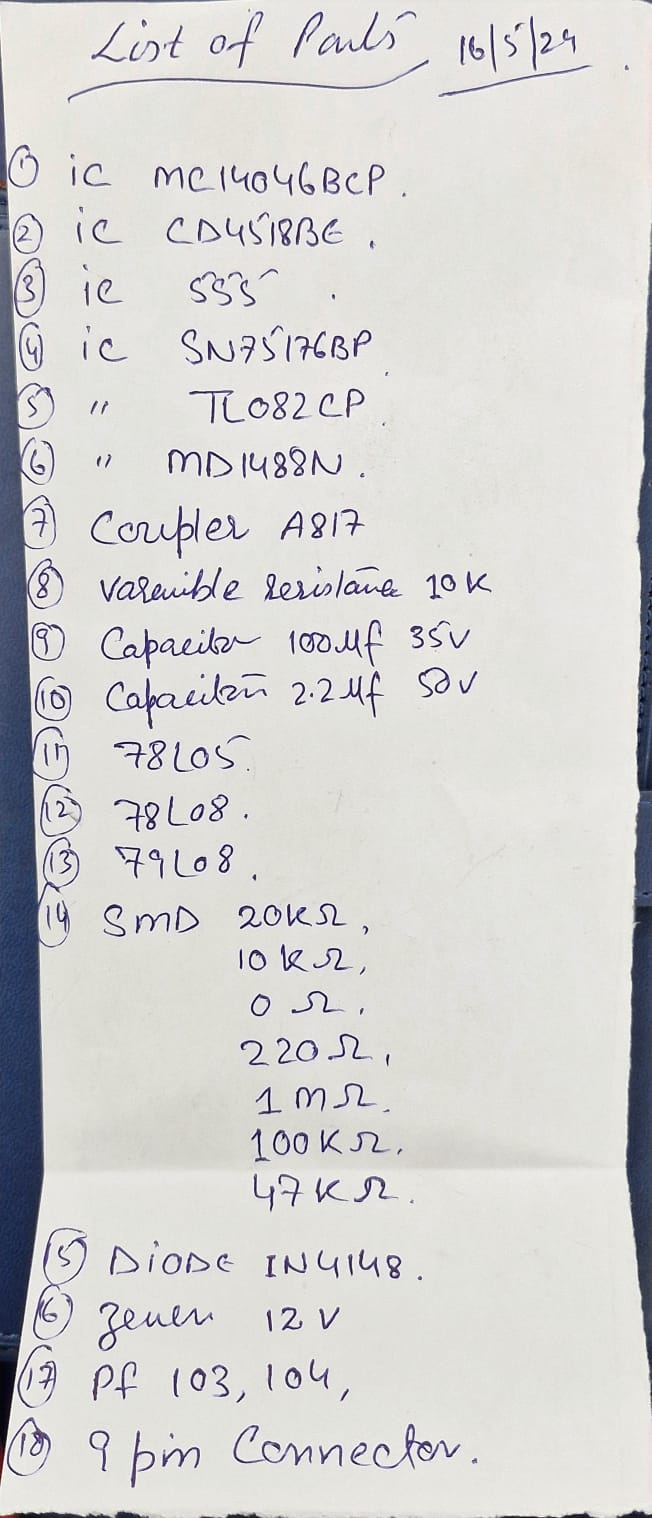 List of Parts 16/5/24
① ic MC14046BCP.
② ic CD4518BE.
③ ic 555.
④ ic SN75176BP
⑤ " TL082CP.
⑥ " MD1488N.
⑦ Coupler A817
⑧ varevible resistance 10K
⑨ Capacitor 100Mf 35V
⑩ Capacitor 2.2Mf 50V
⑪ 78L05.
⑫ 78L08.
⑬ 79L08.
⑭ SMD 20KΩ,
10KΩ,
0Ω,
220Ω,
1MΩ.
100KΩ,
47KΩ.
⑮ DiODE IN4148.
⑯ Zener 12V
⑰ Pf 103, 104,
⑱ 9 pin Connector.